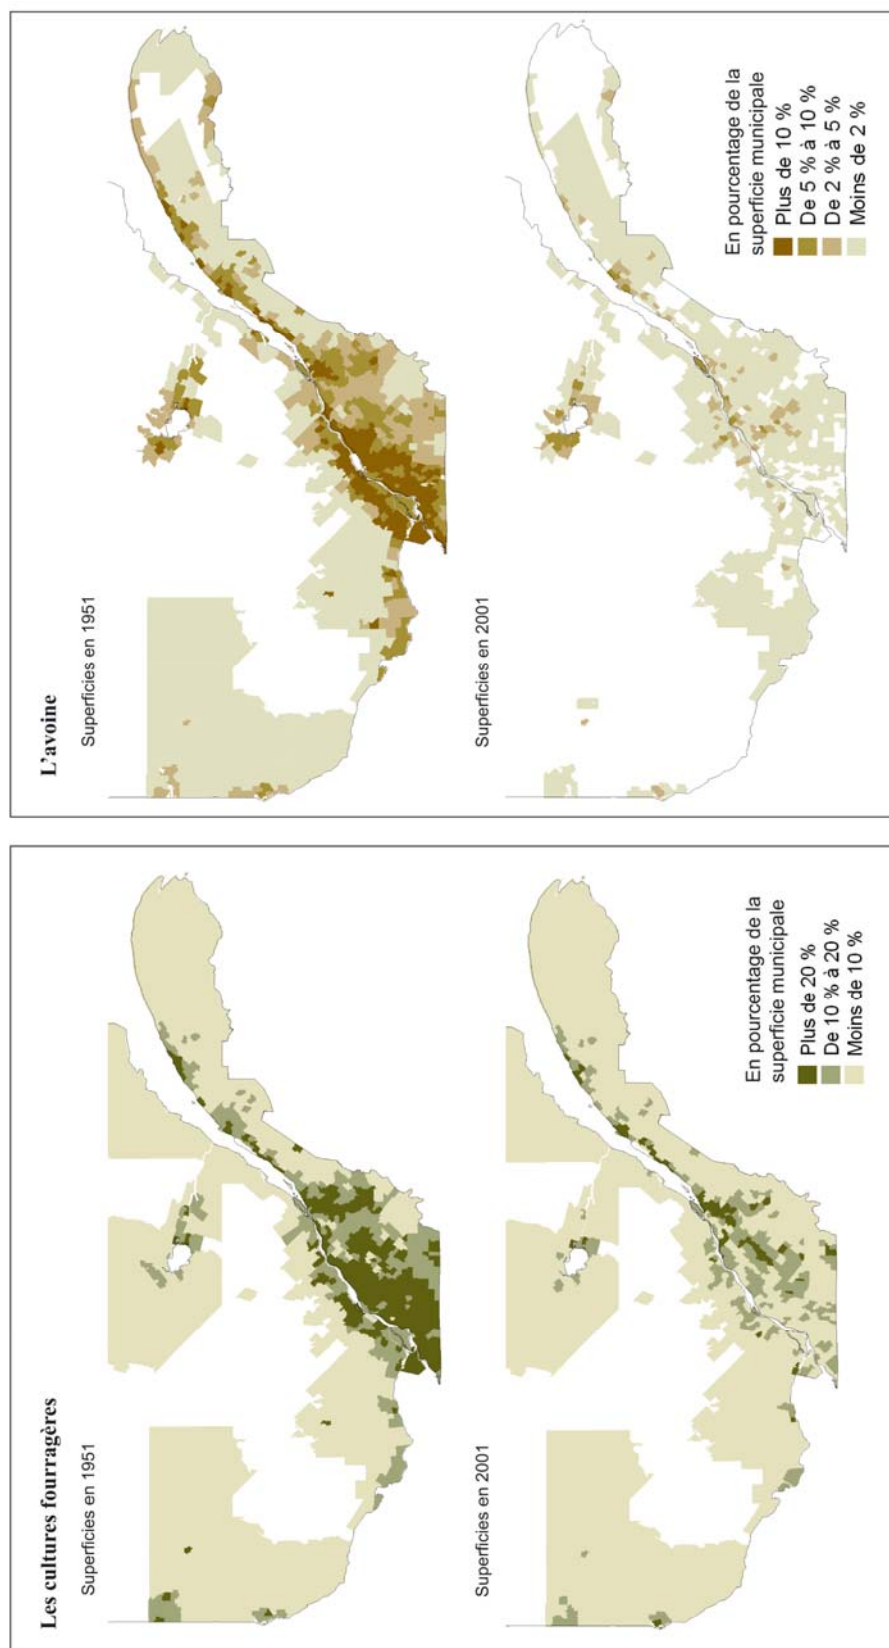 Les cultures fourragères
Superficies en 1951
Superficies en 2001
En pourcentage de la
superficie municipale
Plus de 20 %
De 10 % à 20 %
Moins de 10 %
L'avoine
Superficies en 1951
Superficies en 2001
En pourcentage de la
superficie municipale
Plus de 10 %
De 5 % à 10 %
De 2 % à 5 %
Moins de 2 %